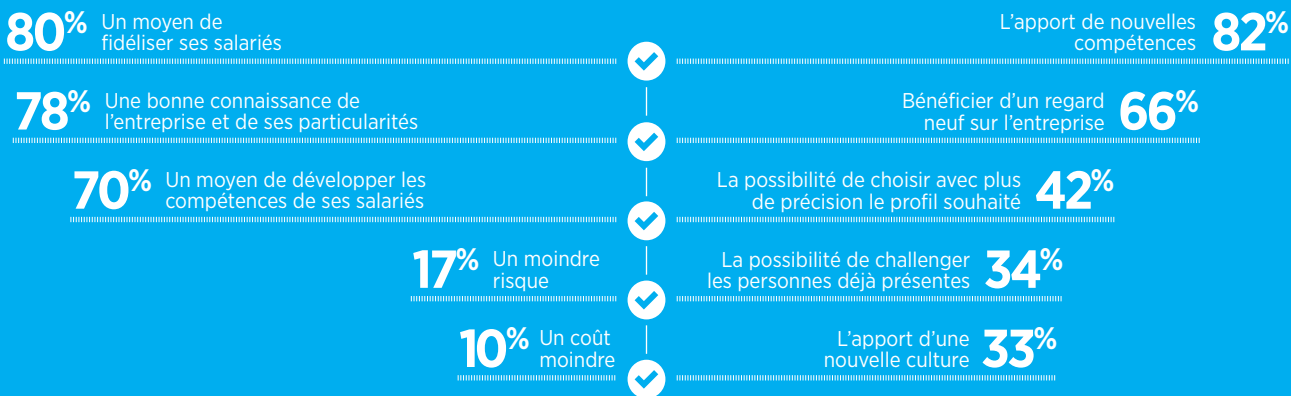 80% Un moyen de
fidéliser ses salariés
78% Une bonne connaissance de
l'entreprise et de ses particularités
70% Un moyen de développer les
compétences de ses salariés
17% Un moindre
risque
10% Un coût
moindre
L'apport de nouvelles
compétences 82%
Bénéficier d'un regard
neuf sur l'entreprise 66%
La possibilité de choisir avec plus
de précision le profil souhaité 42%
La possibilité de challenger
les personnes déjà présentes 34%
L'apport d'une
nouvelle culture 33%